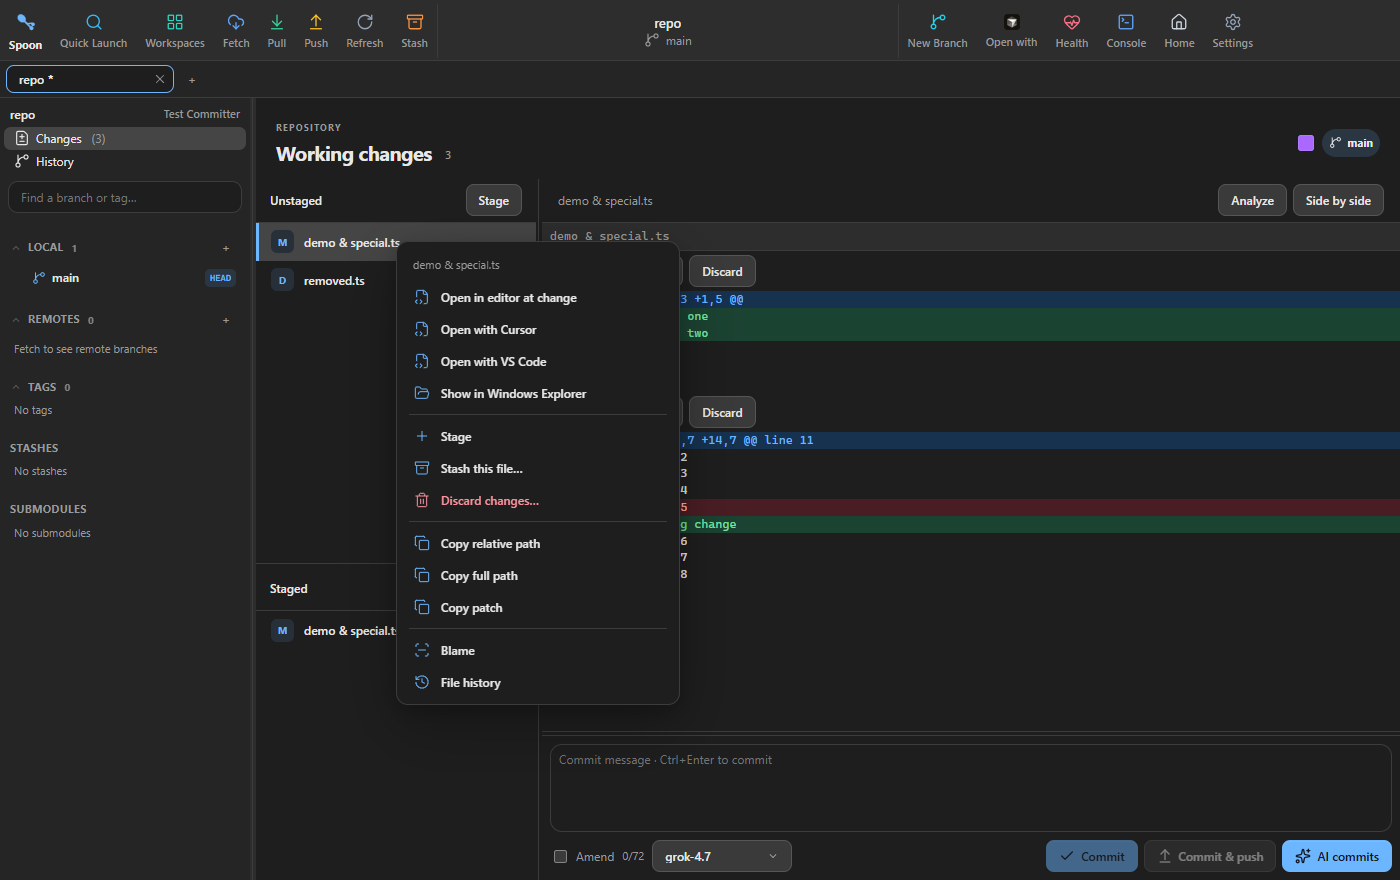 Spoon
Quick Launch
Workspaces
Fetch
Pull
Push
Refresh
Stash
repo
main
New Branch
Open with
Health
Console
Home
Settings
repo *
repo
Test Committer
Changes (3)
History
Find a branch or tag...
LOCAL 1
main
HEAD
REMOTES 0
Fetch to see remote branches
TAGS 0
No tags
STASHES
No stashes
SUBMODULES
No submodules
REPOSITORY
Working changes 3
main
Unstaged
Stage
M demo & special.ts
D removed.ts
Staged
M demo & special.ts
demo & special.ts
Analyze
Side by side
demo & special.ts
Discard
3 +1,5 @@
one
two
Discard
,7 +14,7 @@ line 11
2
3
4
5
g change
6
7
8
demo & special.ts
Open in editor at change
Open with Cursor
Open with VS Code
Show in Windows Explorer
Stage
Stash this file...
Discard changes...
Copy relative path
Copy full path
Copy patch
Blame
File history
Commit message · Ctrl+Enter to commit
Amend 0/72
grok-4.7
Commit
Commit & push
AI commits